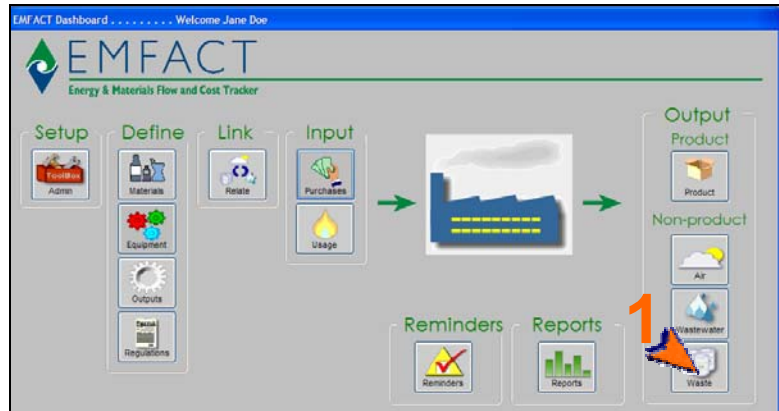 EMFACT Dashboard . . . . . . . . . Welcome Jane Doe
EMFACT
Energy & Materials Flow and Cost Tracker
Setup
ToolBox
Admin
Define
Materials
Equipment
Outputs
Regulations
Link
Relate
Input
Purchases
Usage
Output
Product
Product
Non-product
Air
Wastewater
Waste
1
Reminders
Reminders
Reports
Reports